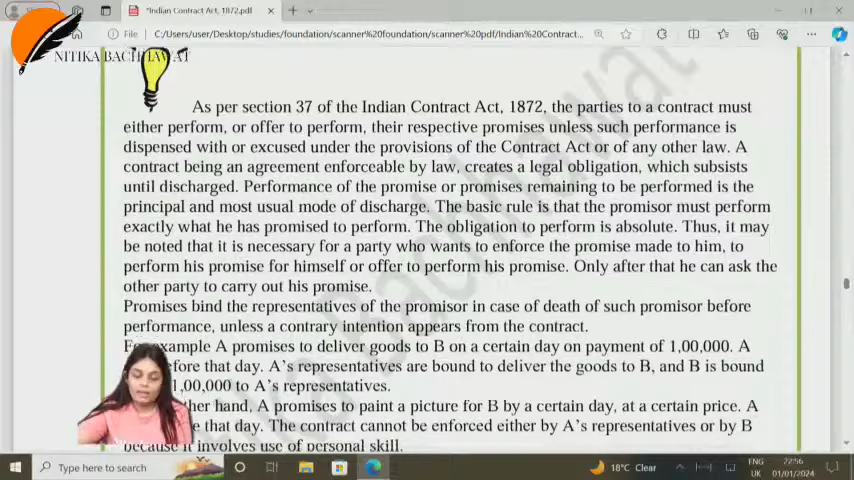 *Indian Contract Act, 1872.pdf
File C:/Users/user/Desktop/studies/foundation/scanner%20foundation/scanner%20pdf/Indian%20Contract...
NITIKA BACHHAWAT
As per section 37 of the Indian Contract Act, 1872, the parties to a contract must
either perform, or offer to perform, their respective promises unless such performance is
dispensed with or excused under the provisions of the Contract Act or of any other law. A
contract being an agreement enforceable by law, creates a legal obligation, which subsists
until discharged. Performance of the promise or promises remaining to be performed is the
principal and most usual mode of discharge. The basic rule is that the promisor must perform
exactly what he has promised to perform. The obligation to perform is absolute. Thus, it may
be noted that it is necessary for a party who wants to enforce the promise made to him, to
perform his promise for himself or offer to perform his promise. Only after that he can ask the
other party to carry out his promise.
Promises bind the representatives of the promisor in case of death of such promisor before
performance, unless a contrary intention appears from the contract.
For example A promises to deliver goods to B on a certain day on payment of 1,00,000. A
before that day. A's representatives are bound to deliver the goods to B, and B is bound
1,00,000 to A's representatives.
other hand, A promises to paint a picture for B by a certain day, at a certain price. A
that day. The contract cannot be enforced either by A's representatives or by B
because it involves use of personal skill.
Type here to search
18°C Clear
ENG
UK
22:56
01/01/2024